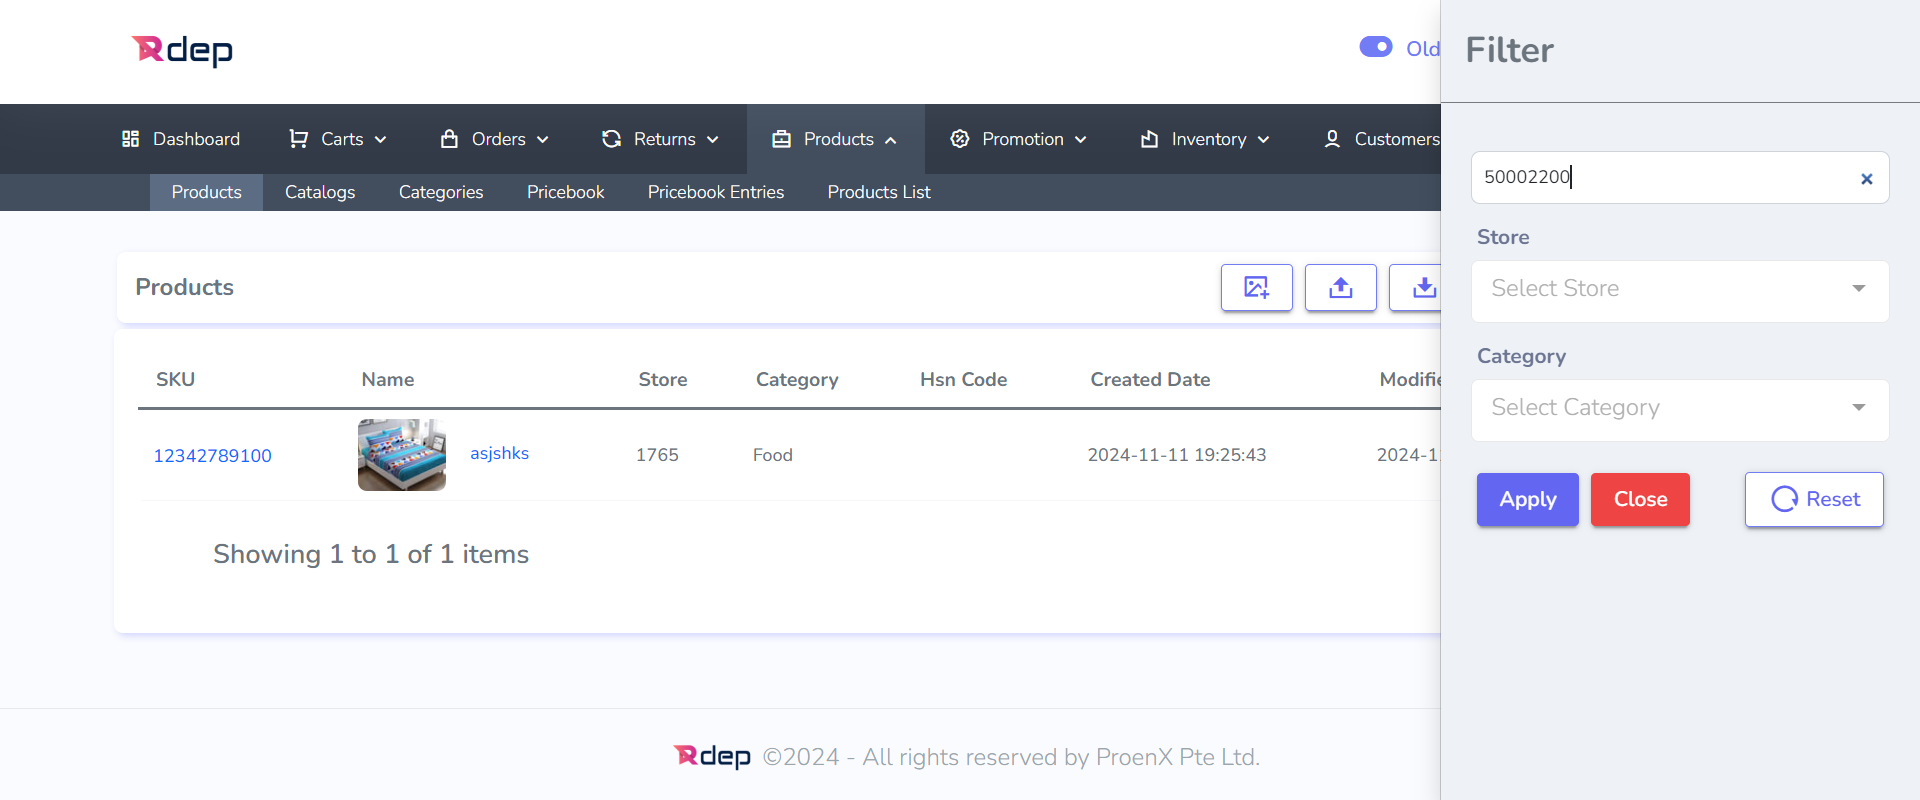 Rdep
Old
Filter
Dashboard
Carts
Orders
Returns
Products
Promotion
Inventory
Customers
Products
Catalogs
Categories
Pricebook
Pricebook Entries
Products List
50002200
Store
Select Store
Category
Select Category
Apply
Close
Reset
Products
SKU Name Store Category Hsn Code Created Date Modifie
12342789100 asjshks 1765 Food 2024-11-11 19:25:43 2024-1
Showing 1 to 1 of 1 items
Rdep ©2024 - All rights reserved by ProenX Pte Ltd.